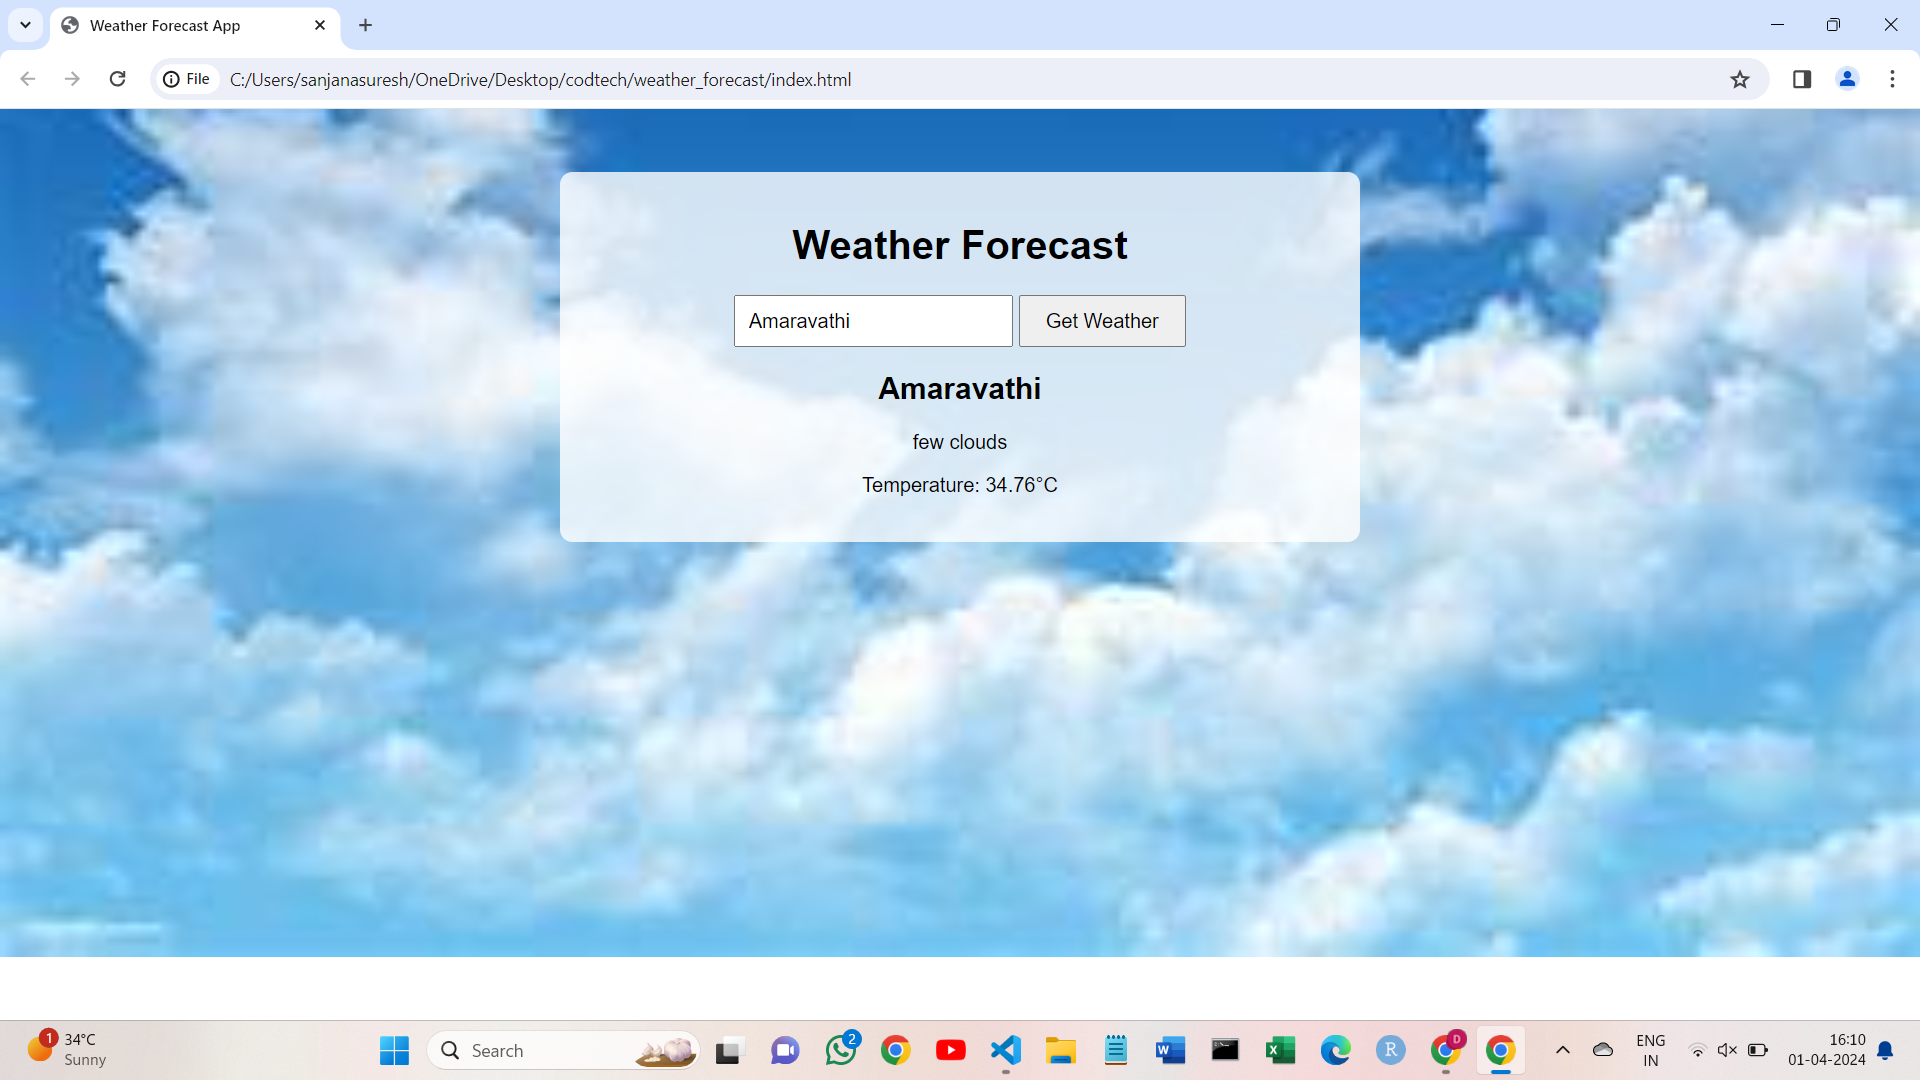 Weather Forecast App
File
C:/Users/sanjanasuresh/OneDrive/Desktop/codtech/weather_forecast/index.html
Weather Forecast
Amaravathi
Get Weather
Amaravathi
few clouds
Temperature: 34.76°C
1
34°C
Sunny
Search
2
W
X
R
D
ENG
IN
16:10
01-04-2024